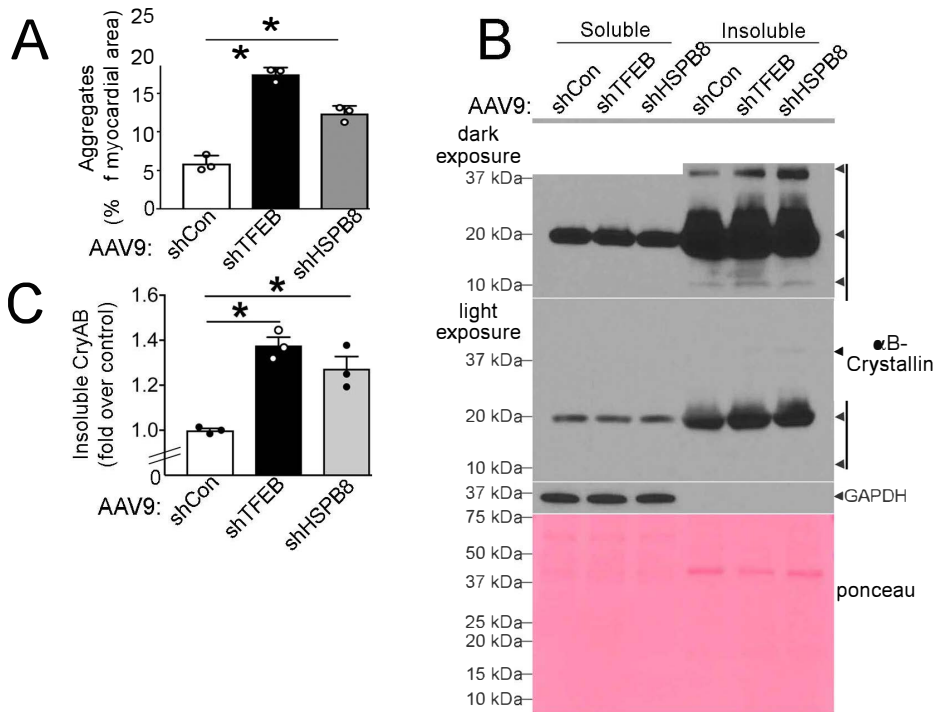 A
25
20
15
10
5
0
Aggregates
(% f myocardial area)
*
*
AAV9:
shCon
shTFEB
shHSPB8
B
Soluble
Insoluble
AAV9:
shCon
shTFEB
shHSPB8
shCon
shTFEB
shHSPB8
dark
exposure
37 kDa
20 kDa
10 kDa
light
exposure
37 kDa
20 kDa
10 kDa
αB-
Crystallin
37 kDa
GAPDH
75 kDa
50 kDa
37 kDa
25 kDa
20 kDa
15 kDa
10 kDa
ponceau
C
1.6
1.4
1.2
1.0
0
Insoluble CryAB
(fold over control)
*
*
AAV9:
shCon
shTFEB
shHSPB8